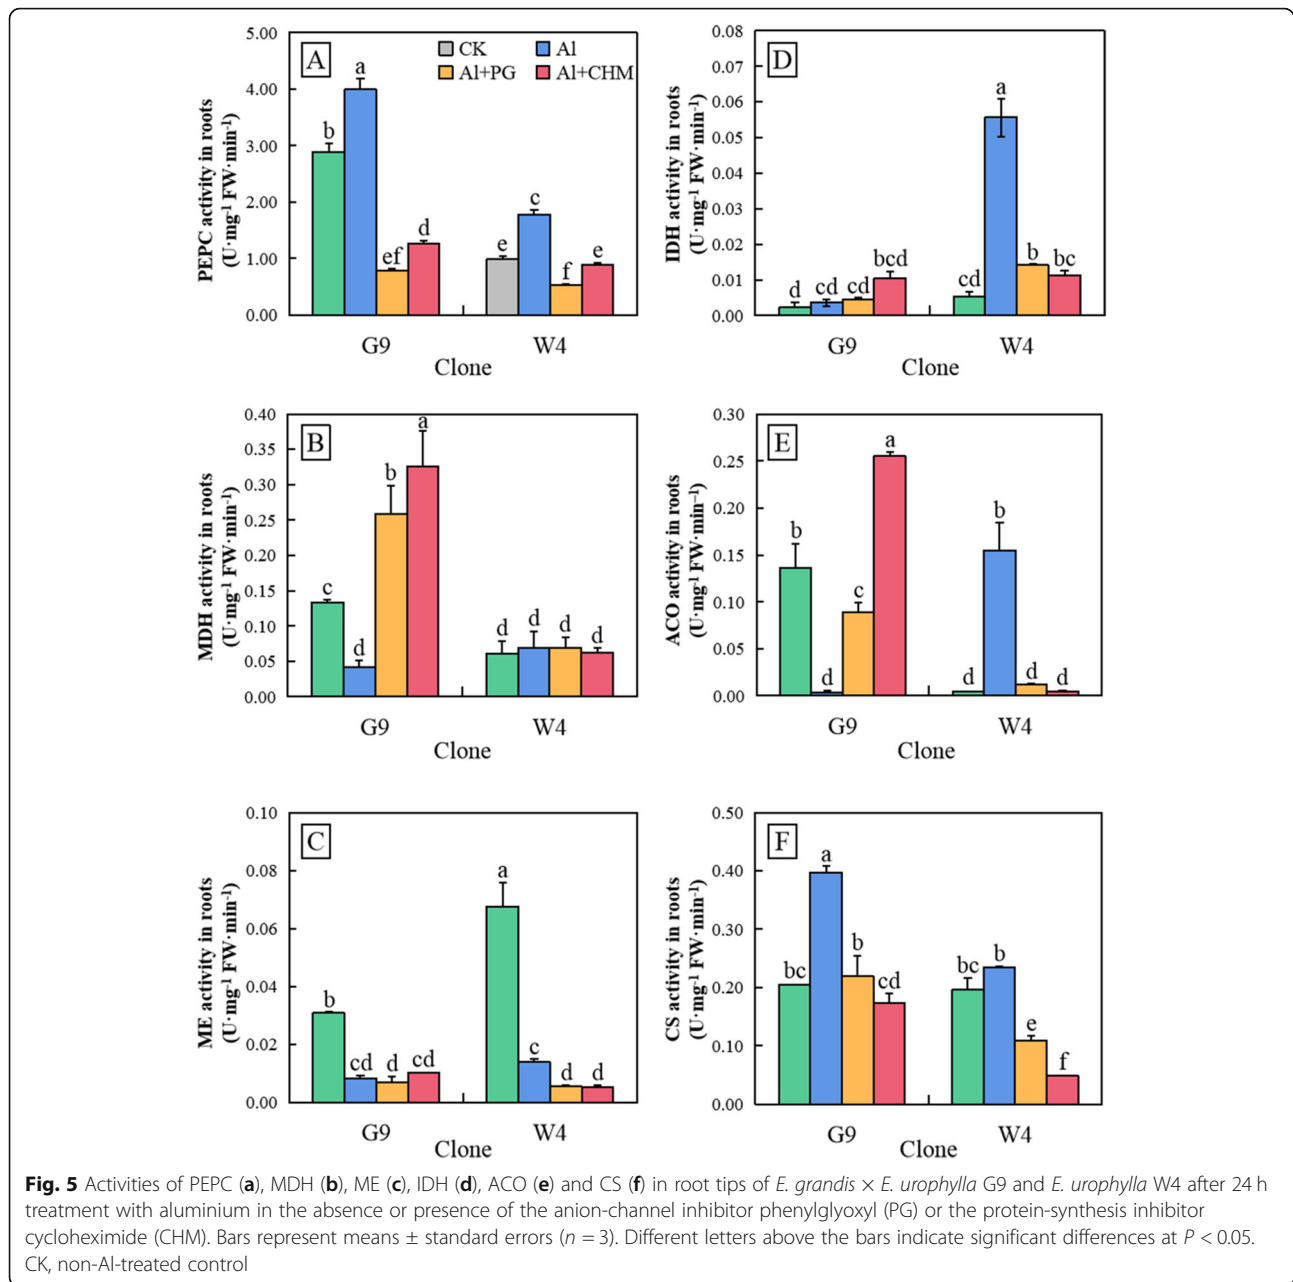 A
CK Al
Al+PG Al+CHM
PEPC activity in roots
(U·mg⁻¹ FW·min⁻¹)
5.00
4.00
3.00
2.00
1.00
0.00
b a ef d e c f e
G9 W4
Clone
D
IDH activity in roots
(U·mg⁻¹ FW·min⁻¹)
0.08
0.07
0.06
0.05
0.04
0.03
0.02
0.01
0.00
d cd cd bcd cd a b bc
G9 W4
Clone
B
MDH activity in roots
(U·mg⁻¹ FW·min⁻¹)
0.40
0.35
0.30
0.25
0.20
0.15
0.10
0.05
0.00
c d b a d d d d
G9 W4
Clone
E
ACO activity in roots
(U·mg⁻¹ FW·min⁻¹)
0.30
0.25
0.20
0.15
0.10
0.05
0.00
b d c a d b d d
G9 W4
Clone
C
ME activity in roots
(U·mg⁻¹ FW·min⁻¹)
0.10
0.08
0.06
0.04
0.02
0.00
b cd d cd a c d d
G9 W4
Clone
F
CS activity in roots
(U·mg⁻¹ FW·min⁻¹)
0.50
0.40
0.30
0.20
0.10
0.00
bc a b cd bc b e f
G9 W4
Clone
Fig. 5 Activities of PEPC (a), MDH (b), ME (c), IDH (d), ACO (e) and CS (f) in root tips of E. grandis × E. urophylla G9 and E. urophylla W4 after 24 h
treatment with aluminium in the absence or presence of the anion-channel inhibitor phenylglyoxyl (PG) or the protein-synthesis inhibitor
cycloheximide (CHM). Bars represent means ± standard errors (n = 3). Different letters above the bars indicate significant differences at P < 0.05.
CK, non-Al-treated control